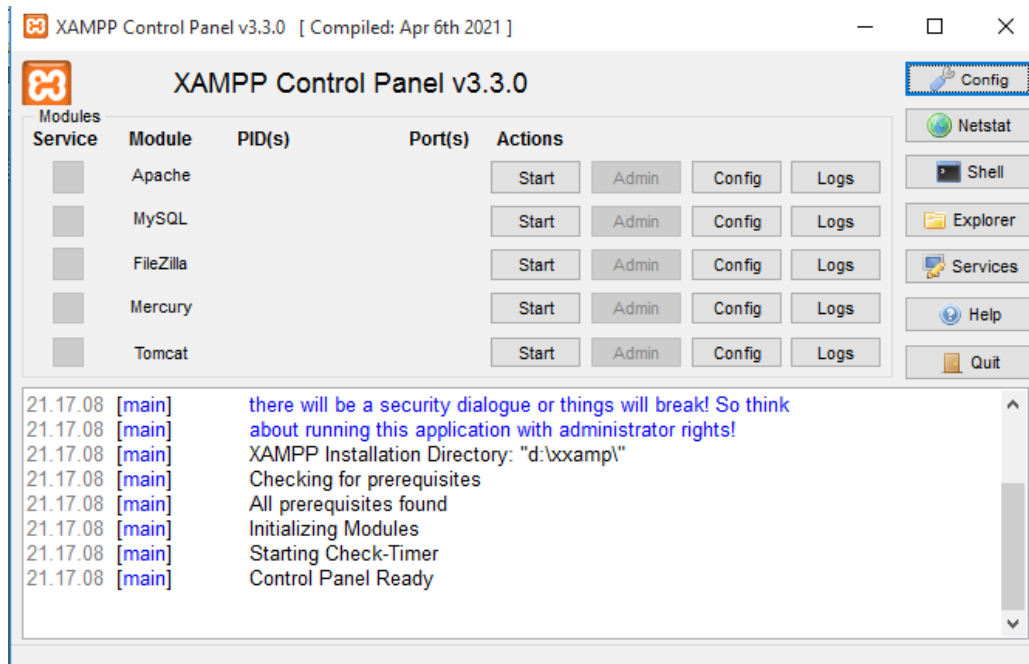 XAMPP Control Panel v3.3.0 [ Compiled: Apr 6th 2021 ]
XAMPP Control Panel v3.3.0
Config
Modules
Service Module PID(s) Port(s) Actions
Netstat
Apache Start Admin Config Logs
Shell
MySQL Start Admin Config Logs
Explorer
FileZilla Start Admin Config Logs
Services
Mercury Start Admin Config Logs
Help
Tomcat Start Admin Config Logs
Quit
21.17.08 [main] there will be a security dialogue or things will break! So think
21.17.08 [main] about running this application with administrator rights!
21.17.08 [main] XAMPP Installation Directory: "d:\xxamp\"
21.17.08 [main] Checking for prerequisites
21.17.08 [main] All prerequisites found
21.17.08 [main] Initializing Modules
21.17.08 [main] Starting Check-Timer
21.17.08 [main] Control Panel Ready